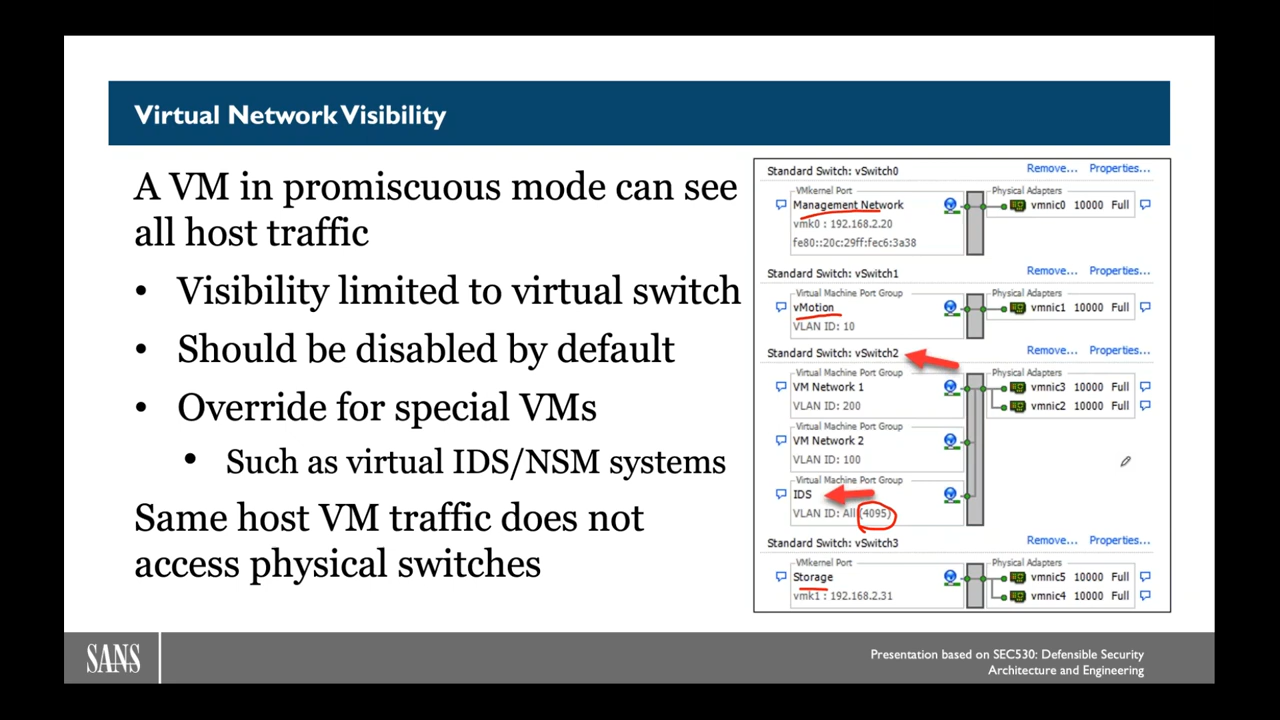 Virtual Network Visibility
A VM in promiscuous mode can see
all host traffic
• Visibility limited to virtual switch
• Should be disabled by default
• Override for special VMs
• Such as virtual IDS/NSM systems
Same host VM traffic does not
access physical switches
Standard Switch: vSwitch0 Remove... Properties...
VMkernel Port Physical Adapters
Management Network vmnic0 10000 Full
vmk0 : 192.168.2.20
fe80::20c:29ff:fec6:3a38
Standard Switch: vSwitch1 Remove... Properties...
Virtual Machine Port Group Physical Adapters
vMotion vmnic1 10000 Full
VLAN ID: 10
Standard Switch: vSwitch2 Remove... Properties...
Virtual Machine Port Group Physical Adapters
VM Network 1 vmnic3 10000 Full
VLAN ID: 200 vmnic2 10000 Full
Virtual Machine Port Group
VM Network 2
VLAN ID: 100
Virtual Machine Port Group
IDS
VLAN ID: All (4095)
Standard Switch: vSwitch3 Remove... Properties...
VMkernel Port Physical Adapters
Storage vmnic5 10000 Full
vmk1 : 192.168.2.31 vmnic4 10000 Full
SANS
Presentation based on SEC530: Defensible Security
Architecture and Engineering